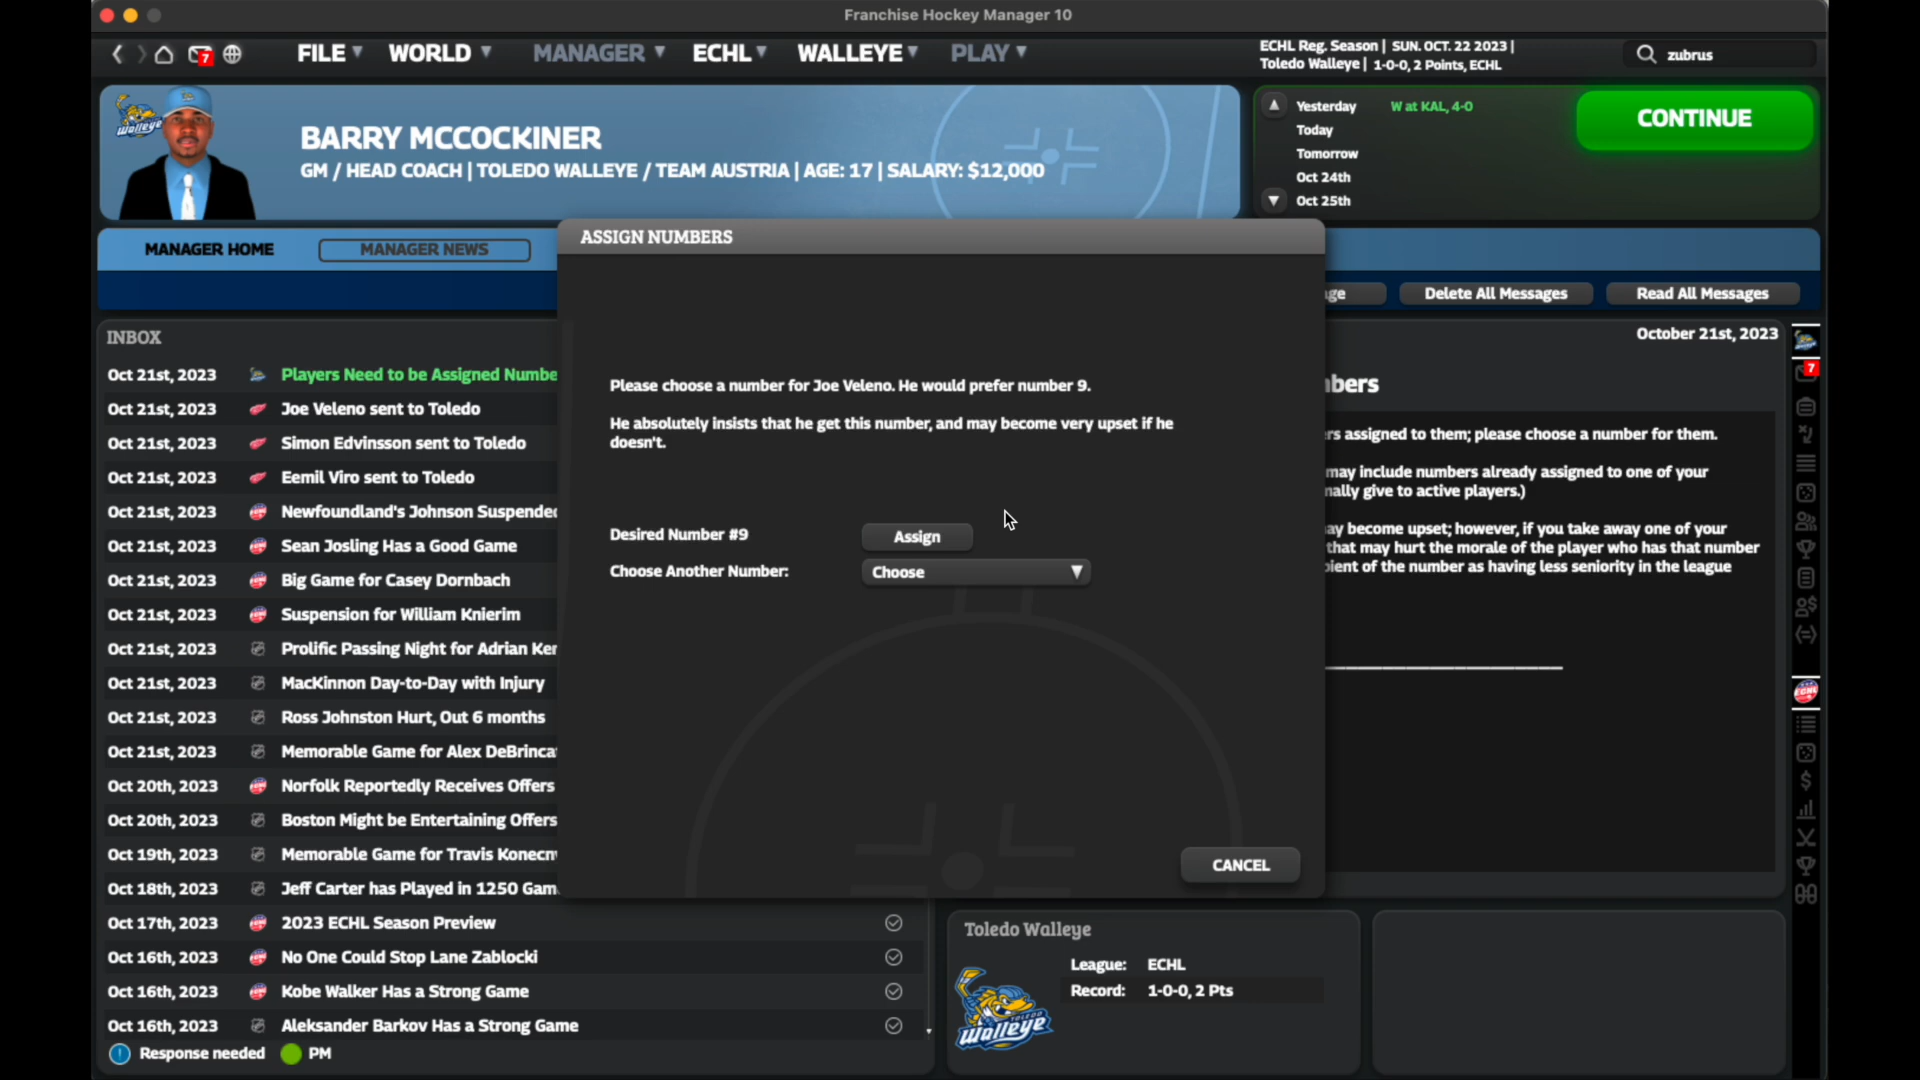 Franchise Hockey Manager 10
7
FILE
WORLD
MANAGER
ECHL
WALLEYE
PLAY
ECHL Reg. Season | SUN. OCT. 22 2023 |
Toledo Walleye | 1-0-0, 2 Points, ECHL
zubrus
Walleye
BARRY MCCOCKINER
GM / HEAD COACH | TOLEDO WALLEYE / TEAM AUSTRIA | AGE: 17 | SALARY: $12,000
Yesterday W at KAL, 4-0
Today
Tomorrow
Oct 24th
Oct 25th
CONTINUE
MANAGER HOME
MANAGER NEWS
ge
Delete All Messages
Read All Messages
INBOX
Oct 21st, 2023 Players Need to be Assigned Numbe
Oct 21st, 2023 Joe Veleno sent to Toledo
Oct 21st, 2023 Simon Edvinsson sent to Toledo
Oct 21st, 2023 Eemil Viro sent to Toledo
Oct 21st, 2023 Newfoundland's Johnson Suspended
Oct 21st, 2023 Sean Josling Has a Good Game
Oct 21st, 2023 Big Game for Casey Dornbach
Oct 21st, 2023 Suspension for William Knierim
Oct 21st, 2023 Prolific Passing Night for Adrian Ker
Oct 21st, 2023 MacKinnon Day-to-Day with Injury
Oct 21st, 2023 Ross Johnston Hurt, Out 6 months
Oct 21st, 2023 Memorable Game for Alex DeBrinca
Oct 20th, 2023 Norfolk Reportedly Receives Offers
Oct 20th, 2023 Boston Might be Entertaining Offers
Oct 19th, 2023 Memorable Game for Travis Konecn
Oct 18th, 2023 Jeff Carter has Played in 1250 Gam
Oct 17th, 2023 2023 ECHL Season Preview
Oct 16th, 2023 No One Could Stop Lane Zablocki
Oct 16th, 2023 Kobe Walker Has a Strong Game
Oct 16th, 2023 Aleksander Barkov Has a Strong Game
Response needed
PM
ASSIGN NUMBERS
Please choose a number for Joe Veleno. He would prefer number 9.
He absolutely insists that he get this number, and may become very upset if he
doesn't.
Desired Number #9
Assign
Choose Another Number:
Choose
CANCEL
October 21st, 2023
nbers
rs assigned to them; please choose a number for them.
may include numbers already assigned to one of your
nally give to active players.)
ay become upset; however, if you take away one of your
that may hurt the morale of the player who has that number
ient of the number as having less seniority in the league
7
ECHL
Toledo Walleye
TOLEDO
Walleye
League: ECHL
Record: 1-0-0, 2 Pts